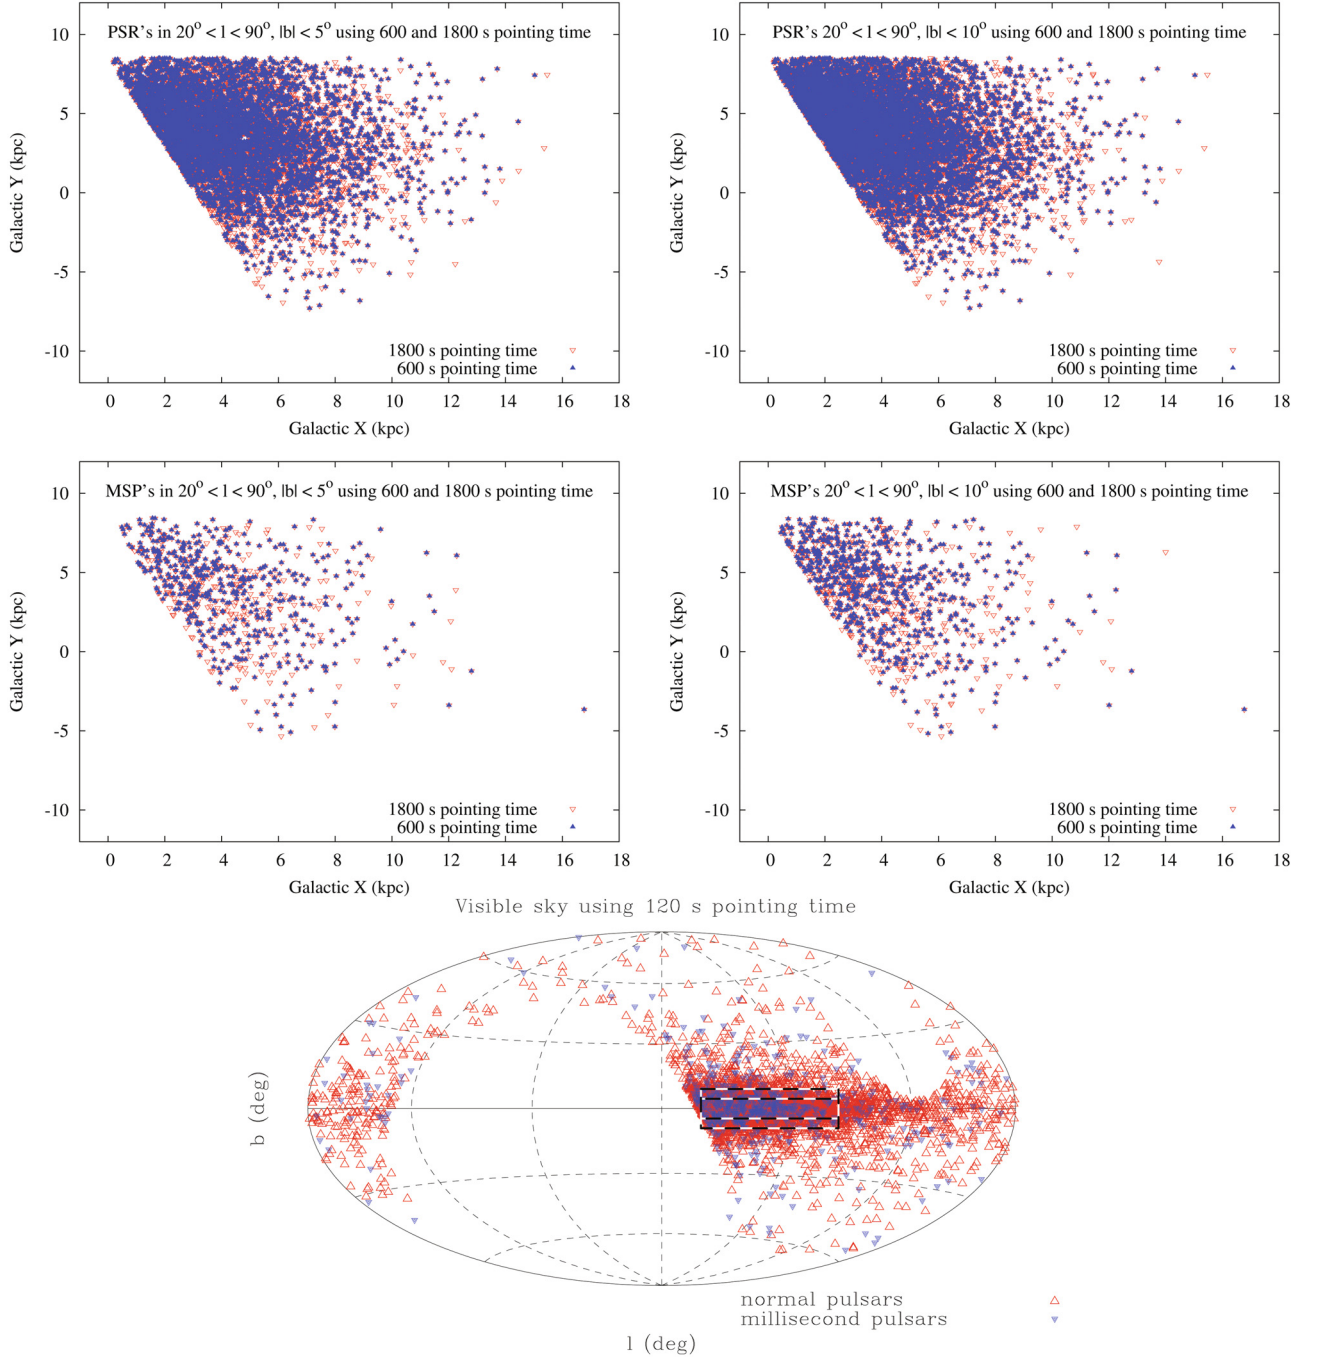 PSR's in 20° < l < 90°, |b| < 5° using 600 and 1800 s pointing time
10
5
0
-5
-10
Galactic Y (kpc)
1800 s pointing time
600 s pointing time
0 2 4 6 8 10 12 14 16 18
Galactic X (kpc)
PSR's 20° < l < 90°, |b| < 10° using 600 and 1800 s pointing time
10
5
0
-5
-10
Galactic Y (kpc)
1800 s pointing time
600 s pointing time
0 2 4 6 8 10 12 14 16 18
Galactic X (kpc)
MSP's in 20° < l < 90°, |b| < 5° using 600 and 1800 s pointing time
10
5
0
-5
-10
Galactic Y (kpc)
1800 s pointing time
600 s pointing time
0 2 4 6 8 10 12 14 16 18
Galactic X (kpc)
MSP's 20° < l < 90°, |b| < 10° using 600 and 1800 s pointing time
10
5
0
-5
-10
Galactic Y (kpc)
1800 s pointing time
600 s pointing time
0 2 4 6 8 10 12 14 16 18
Galactic X (kpc)
Visible sky using 120 s pointing time
b (deg)
normal pulsars
millisecond pulsars
l (deg)